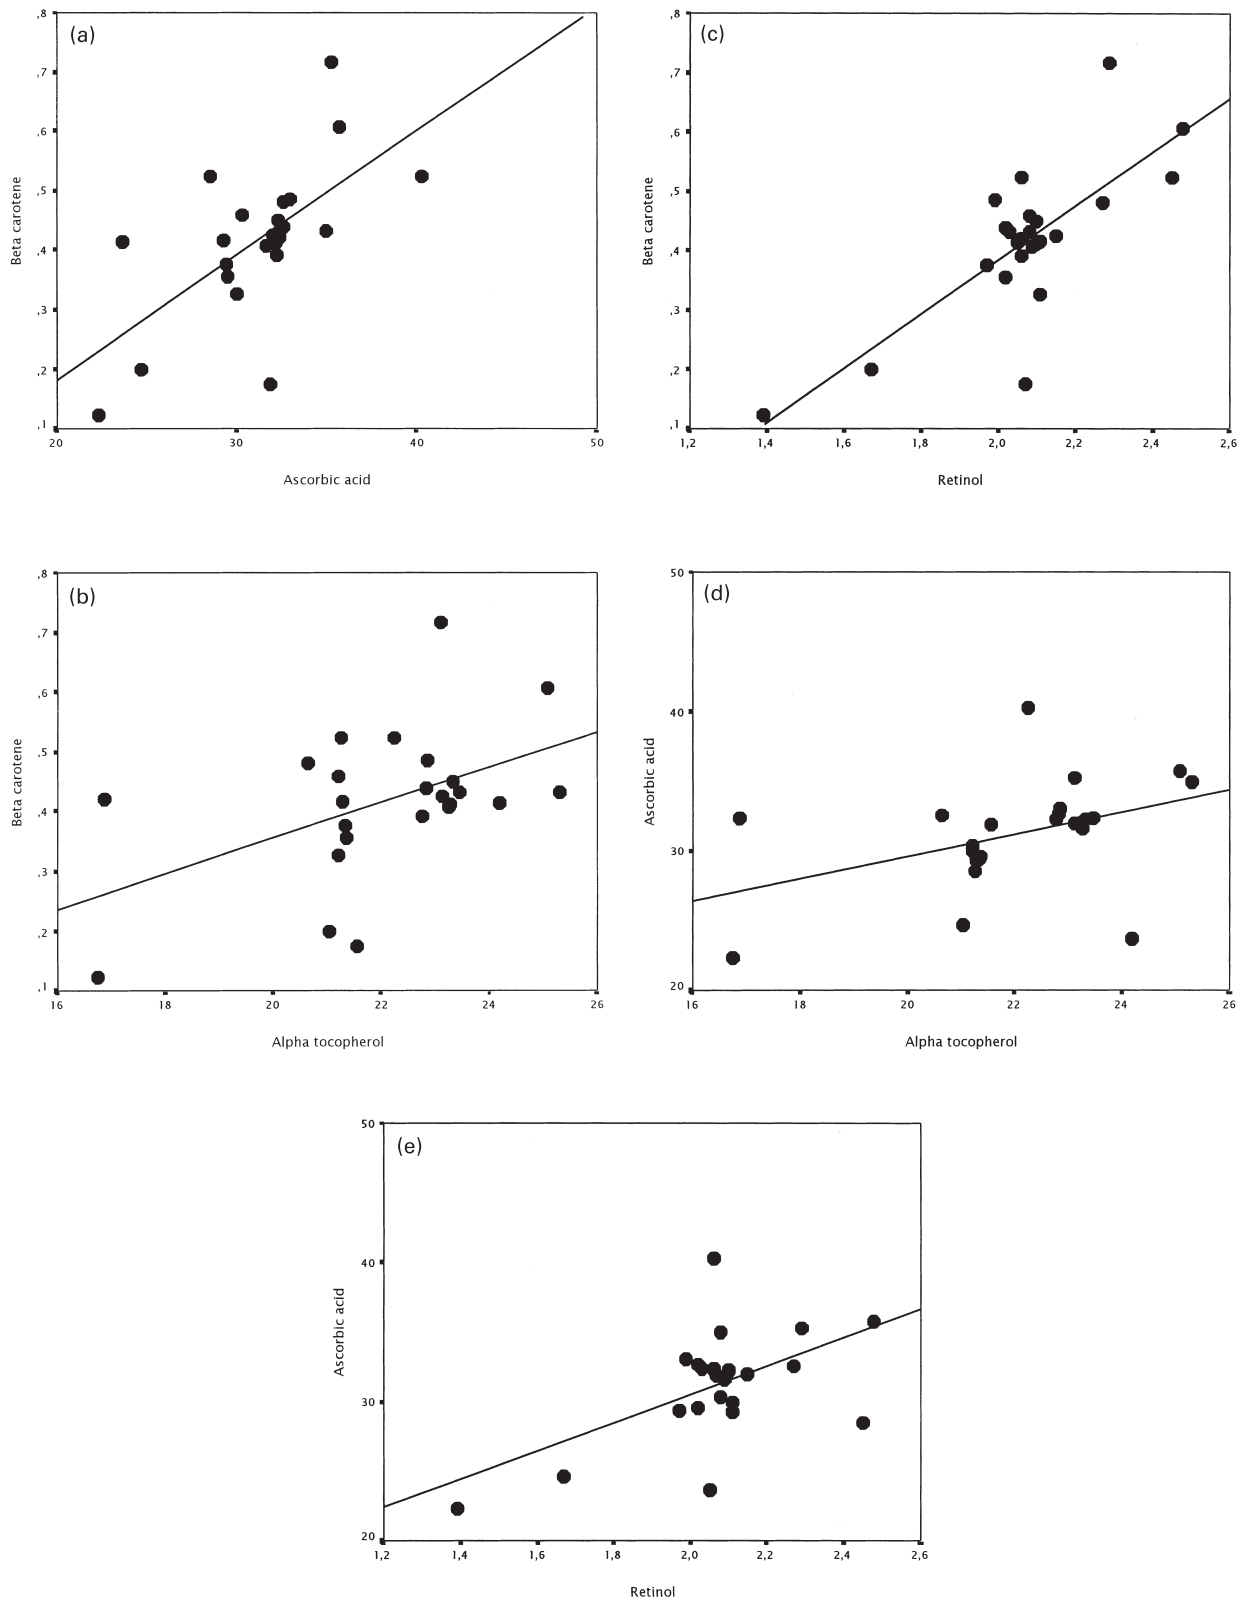 (a)
,8
,7
,6
,5
,4
,3
,2
,1
Beta carotene
20 30 40 50
Ascorbic acid
(c)
,8
,7
,6
,5
,4
,3
,2
,1
Beta carotene
1,2 1,4 1,6 1,8 2,0 2,2 2,4 2,6
Retinol
(b)
,8
,7
,6
,5
,4
,3
,2
,1
Beta carotene
16 18 20 22 24 26
Alpha tocopherol
(d)
50
40
30
20
Ascorbic acid
16 18 20 22 24 26
Alpha tocopherol
(e)
50
40
30
20
Ascorbic acid
1,2 1,4 1,6 1,8 2,0 2,2 2,4 2,6
Retinol